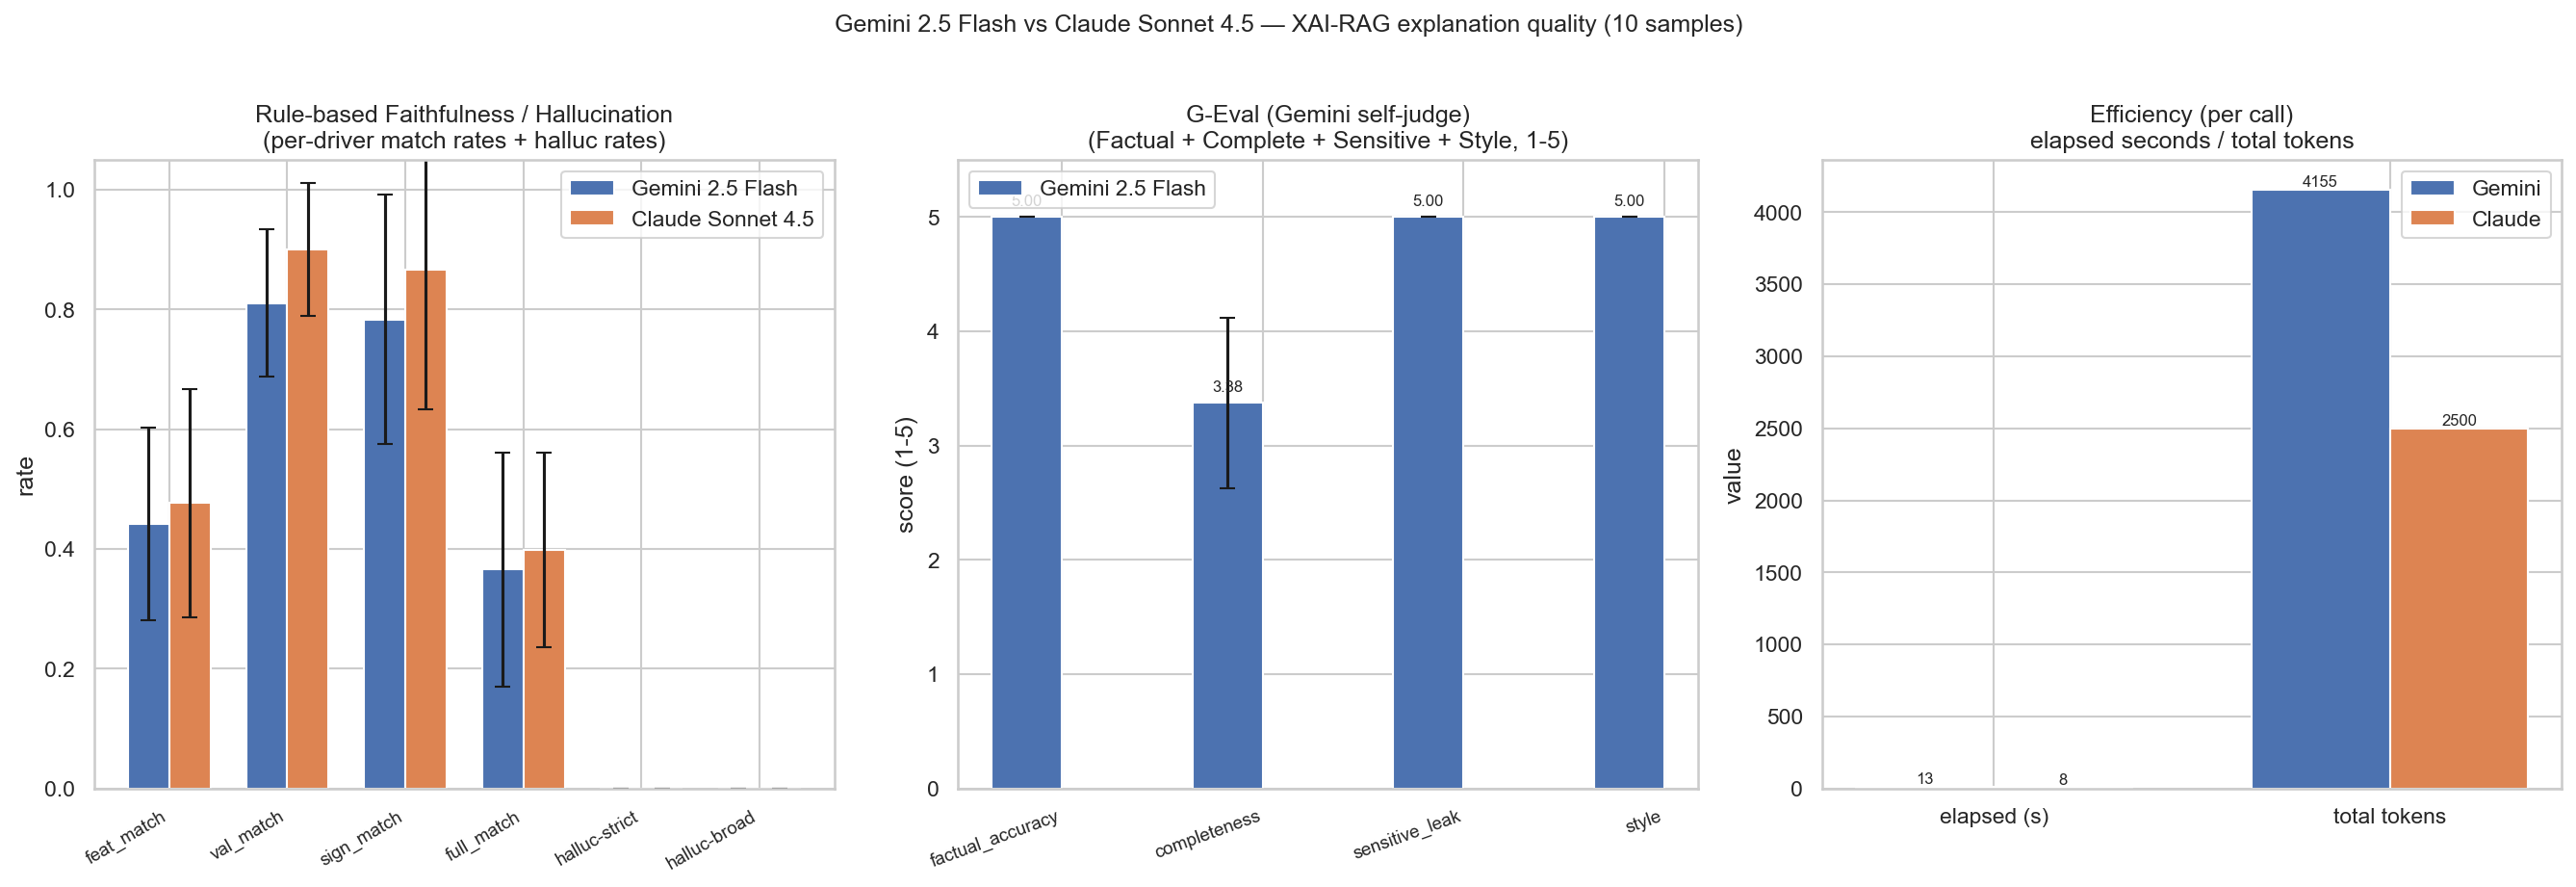 Gemini 2.5 Flash vs Claude Sonnet 4.5 — XAI-RAG explanation quality (10 samples)
Rule-based Faithfulness / Hallucination
(per-driver match rates + halluc rates)
rate
1.0
0.8
0.6
0.4
0.2
0.0
Gemini 2.5 Flash
Claude Sonnet 4.5
feat_match
val_match
sign_match
full_match
halluc-strict
halluc-broad
G-Eval (Gemini self-judge)
(Factual + Complete + Sensitive + Style, 1-5)
score (1-5)
5
4
3
2
1
0
Gemini 2.5 Flash
5.00
3.38
5.00
5.00
factual_accuracy
completeness
sensitive_leak
style
Efficiency (per call)
elapsed seconds / total tokens
value
4000
3500
3000
2500
2000
1500
1000
500
0
Gemini
Claude
13
8
4155
2500
elapsed (s)
total tokens